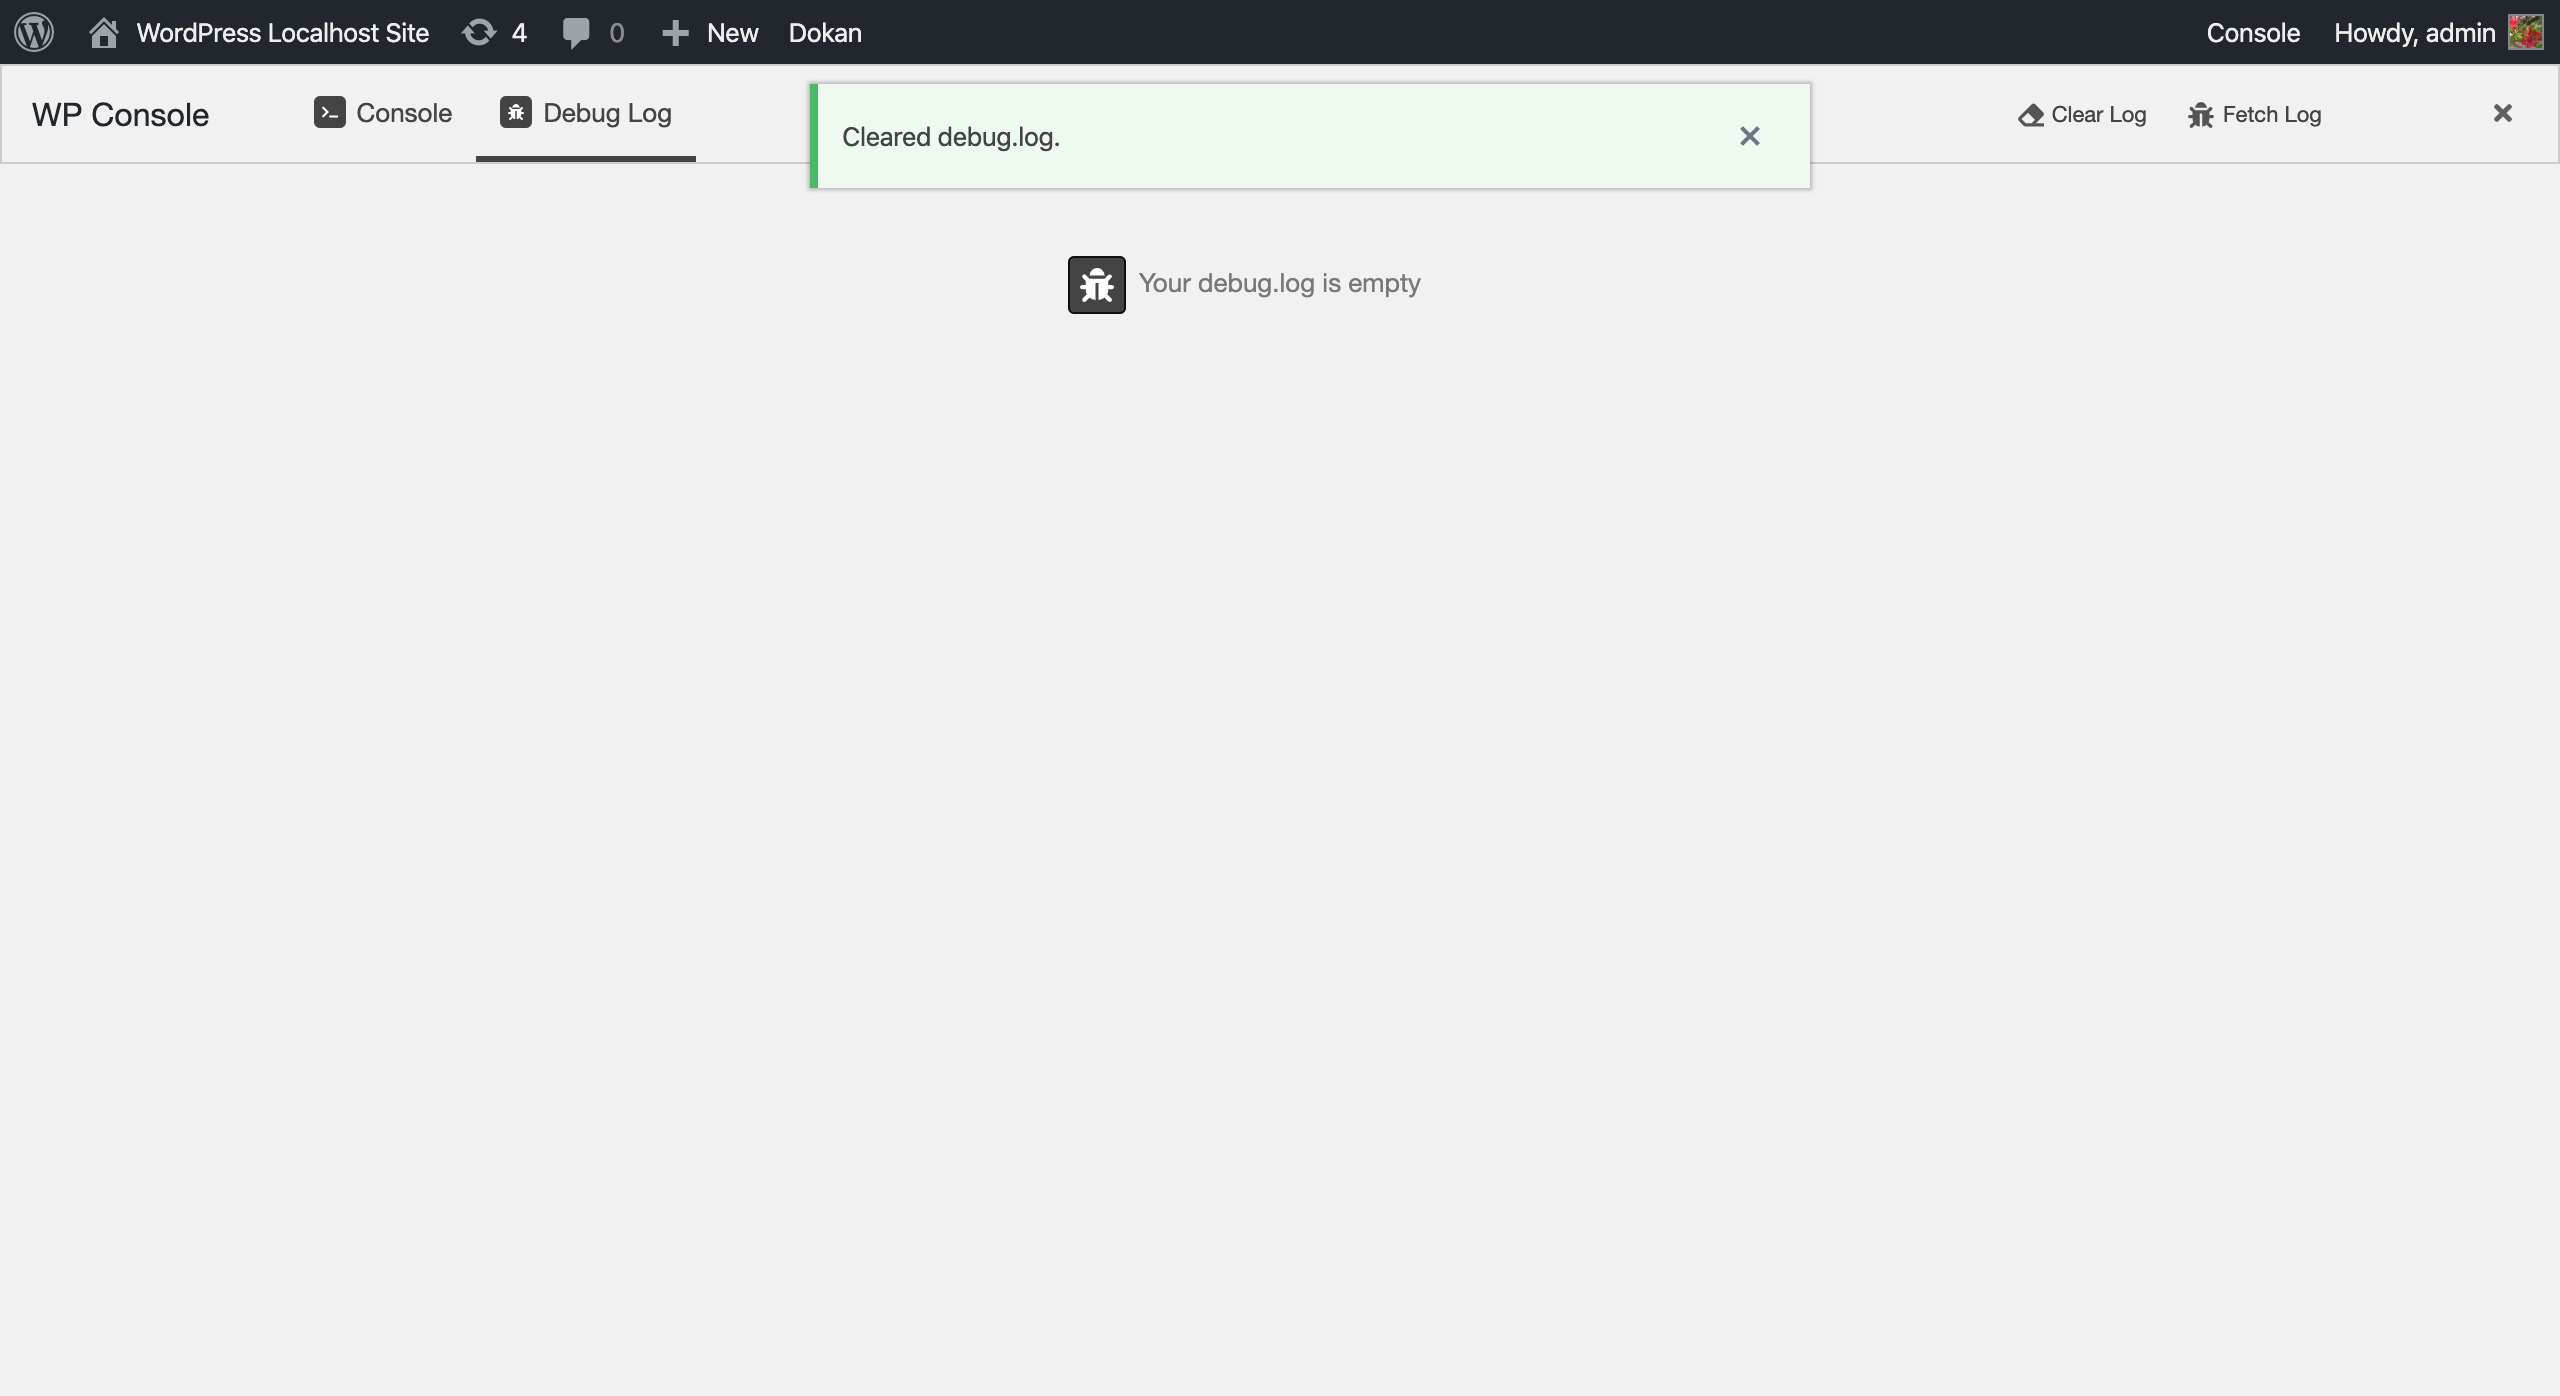 WordPress Localhost Site 4 0 New Dokan Console Howdy, admin
WP Console Console Debug Log Clear Log Fetch Log
Cleared debug.log.
Your debug.log is empty